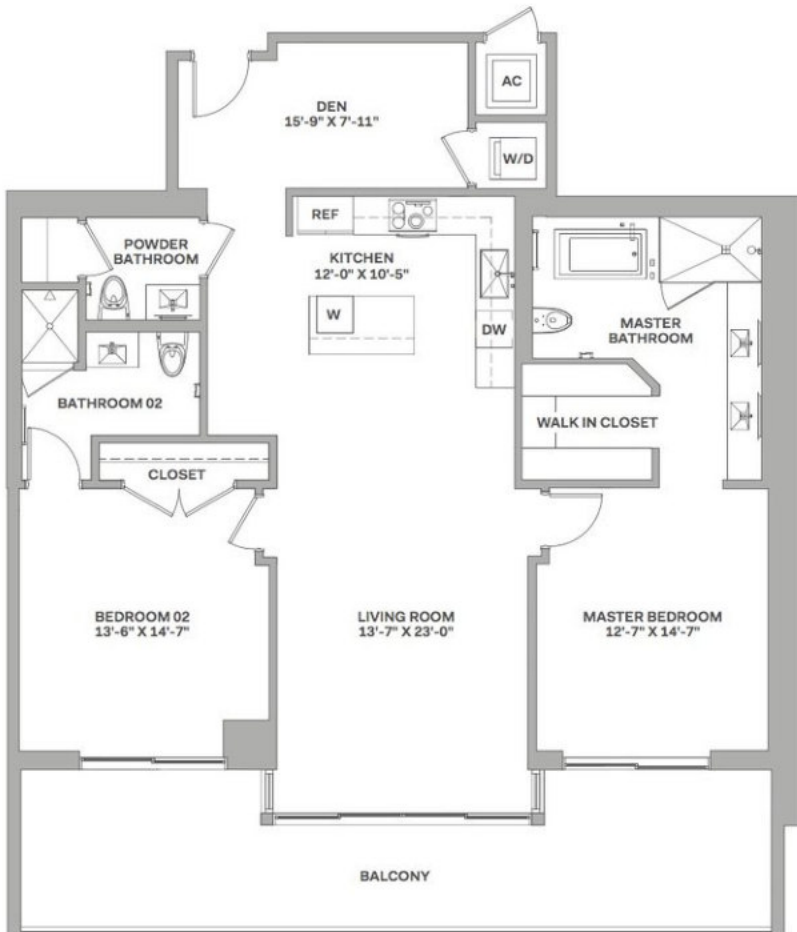 AC
DEN
15'-9" X 7'-11"
W/D
REF
POWDER
BATHROOM
KITCHEN
12'-0" X 10'-5"
W
DW
MASTER
BATHROOM
BATHROOM 02
WALK IN CLOSET
CLOSET
BEDROOM 02
13'-6" X 14'-7"
LIVING ROOM
13'-7" X 23'-0"
MASTER BEDROOM
12'-7" X 14'-7"
BALCONY